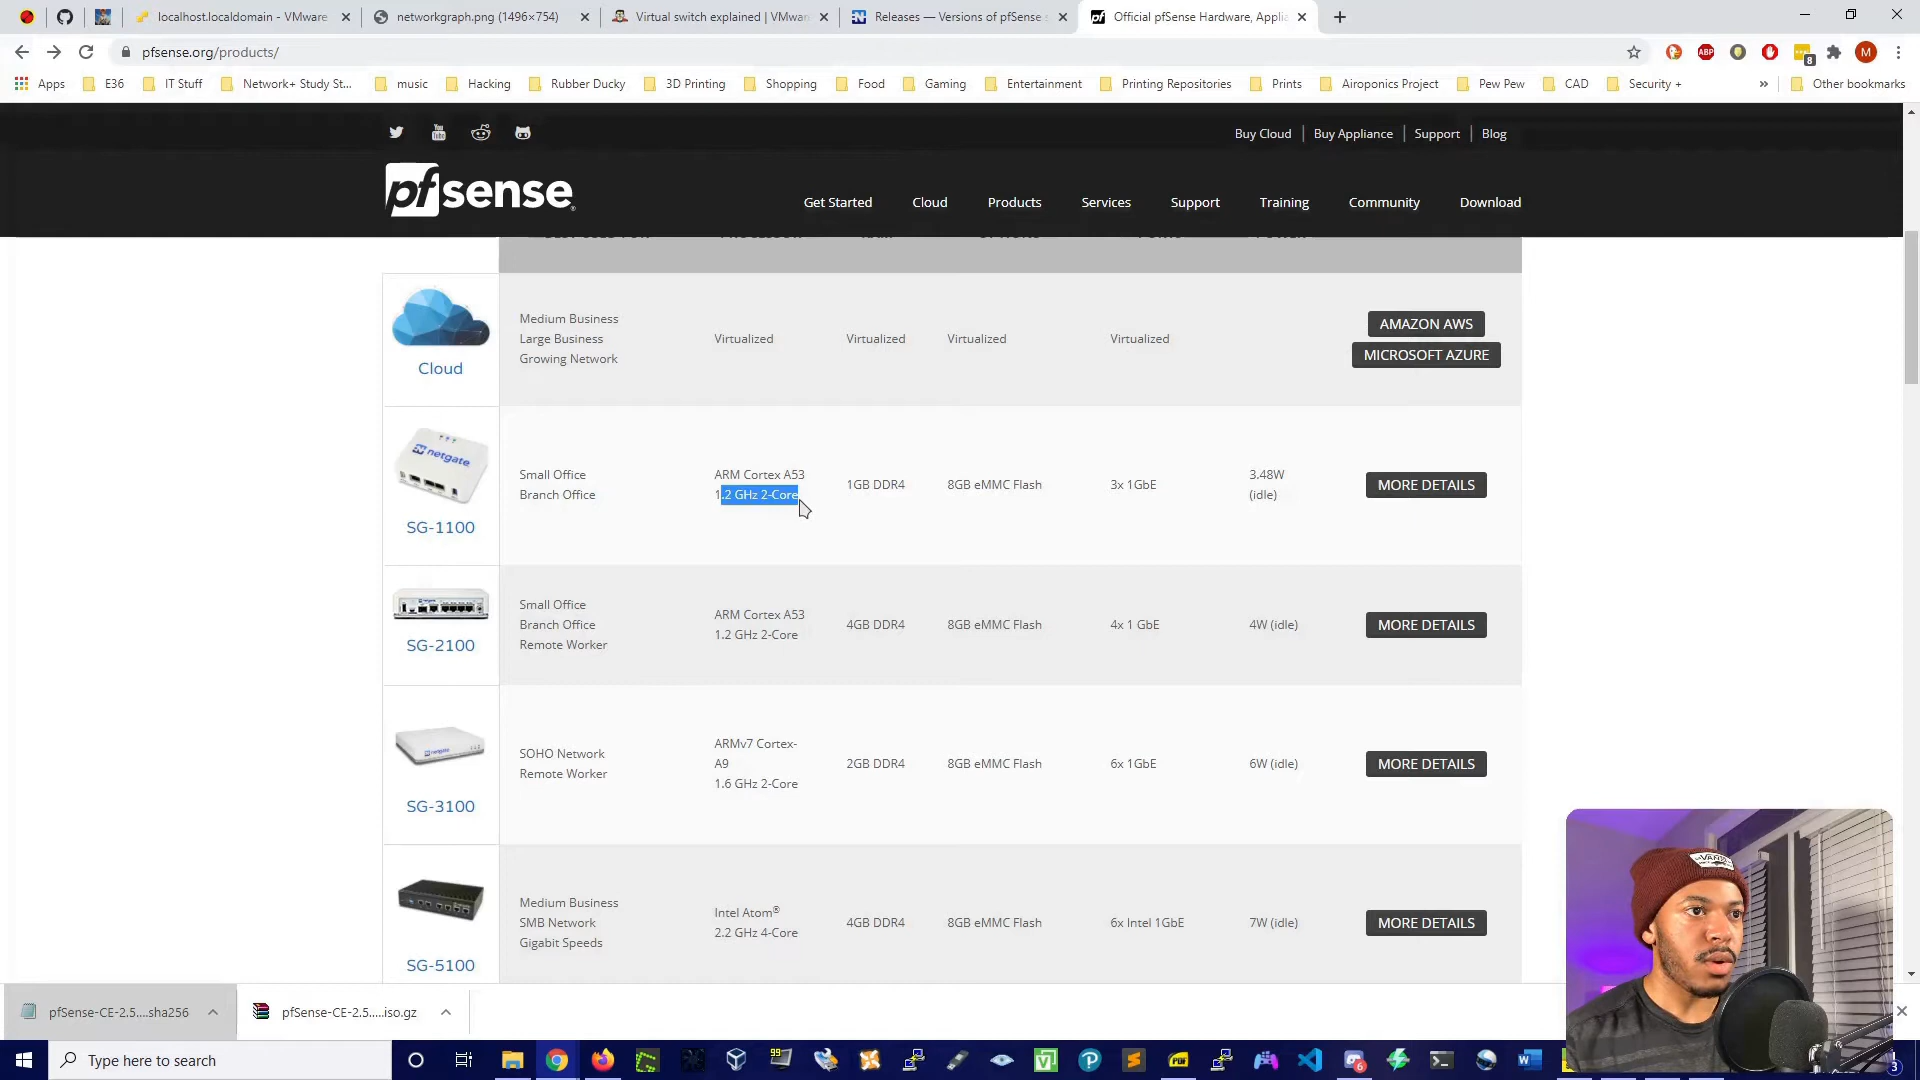 localhost.localdomain - VMware
networkgraph.png (1496×754)
Virtual switch explained | VMwar
Releases — Versions of pfSense s
Official pfSense Hardware, Applia
pfsense.org/products/
ABP
8
M
Apps
E36
IT Stuff
Network+ Study St...
music
Hacking
Rubber Ducky
3D Printing
Shopping
Food
Gaming
Entertainment
Printing Repositories
Prints
Airoponics Project
Pew Pew
CAD
Security +
»
Other bookmarks
Buy Cloud
Buy Appliance
Support
Blog
pfsense
Get Started
Cloud
Products
Services
Support
Training
Community
Download
Cloud
Medium Business
Large Business
Growing Network
Virtualized
Virtualized
Virtualized
Virtualized
AMAZON AWS
MICROSOFT AZURE
netgate
SG-1100
Small Office
Branch Office
ARM Cortex A53
1.2 GHz 2-Core
1GB DDR4
8GB eMMC Flash
3x 1GbE
3.48W
(idle)
MORE DETAILS
SG-2100
Small Office
Branch Office
Remote Worker
ARM Cortex A53
1.2 GHz 2-Core
4GB DDR4
8GB eMMC Flash
4x 1 GbE
4W (idle)
MORE DETAILS
netgate
SG-3100
SOHO Network
Remote Worker
ARMv7 Cortex-
A9
1.6 GHz 2-Core
2GB DDR4
8GB eMMC Flash
6x 1GbE
6W (idle)
MORE DETAILS
SG-5100
Medium Business
SMB Network
Gigabit Speeds
Intel Atom®
2.2 GHz 4-Core
4GB DDR4
8GB eMMC Flash
6x Intel 1GbE
7W (idle)
MORE DETAILS
VANS
pfSense-CE-2.5....sha256
pfSense-CE-2.5.....iso.gz
Type here to search
99
6
3